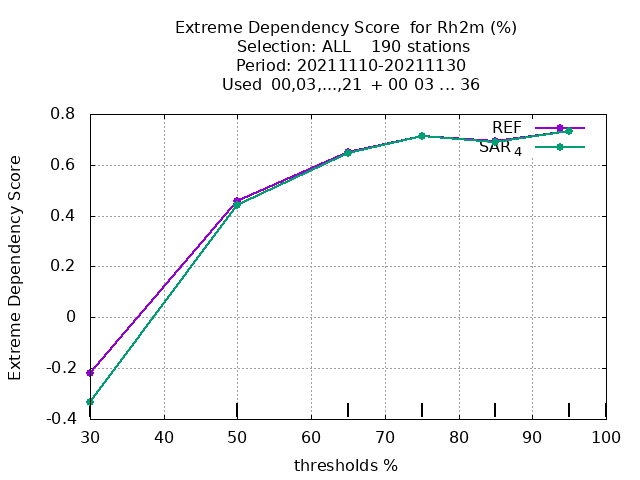 Extreme Dependency Score  for Rh2m (%)
Selection: ALL    190 stations
Period: 20211110-20211130
Used  00,03,...,21  + 00 03 ... 36
Extreme Dependency Score
0.8
0.6
0.4
0.2
0
-0.2
-0.4
REF
SAR 4
30 40 50 60 70 80 90 100
thresholds %